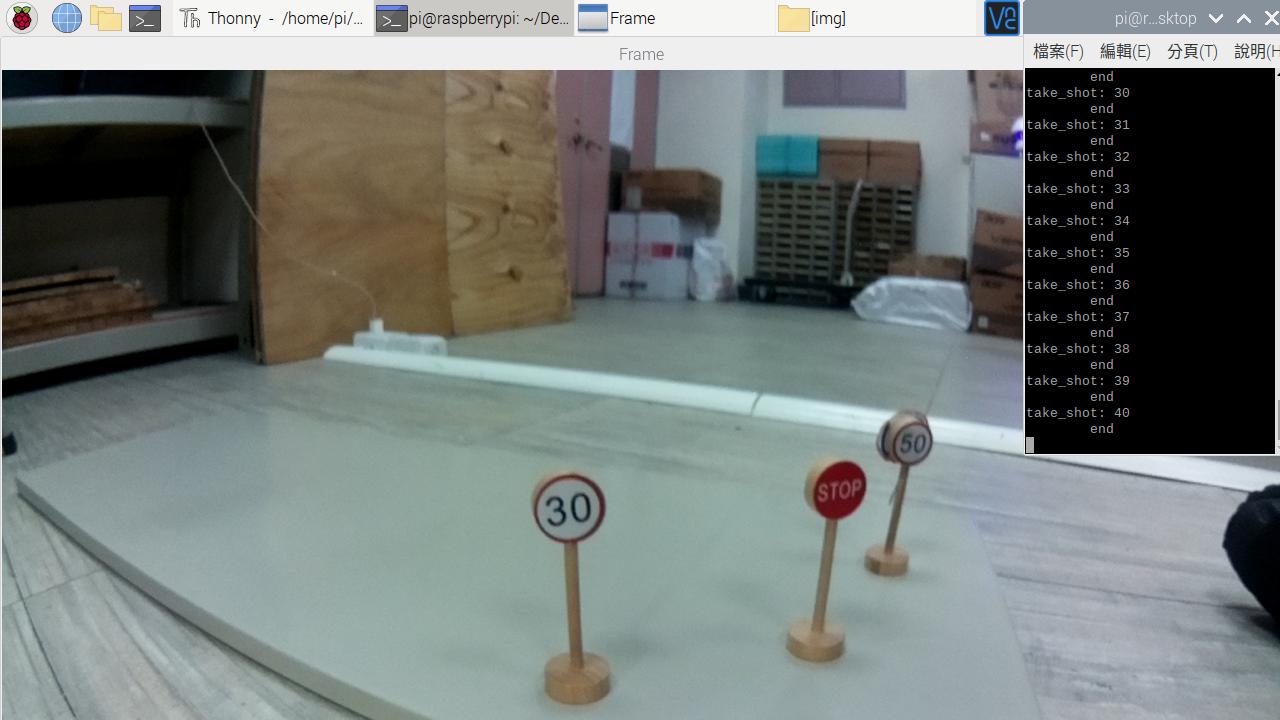 Thonny - /home/pi/...
pi@raspberrypi: ~/De...
Frame
[img]
pi@r...sktop
Frame
檔案(F) 編輯(E) 分頁(T) 說明(H
end
take_shot: 30
end
take_shot: 31
end
take_shot: 32
end
take_shot: 33
end
take_shot: 34
end
take_shot: 35
end
take_shot: 36
end
take_shot: 37
end
take_shot: 38
end
take_shot: 39
end
take_shot: 40
end
50
STOP
30